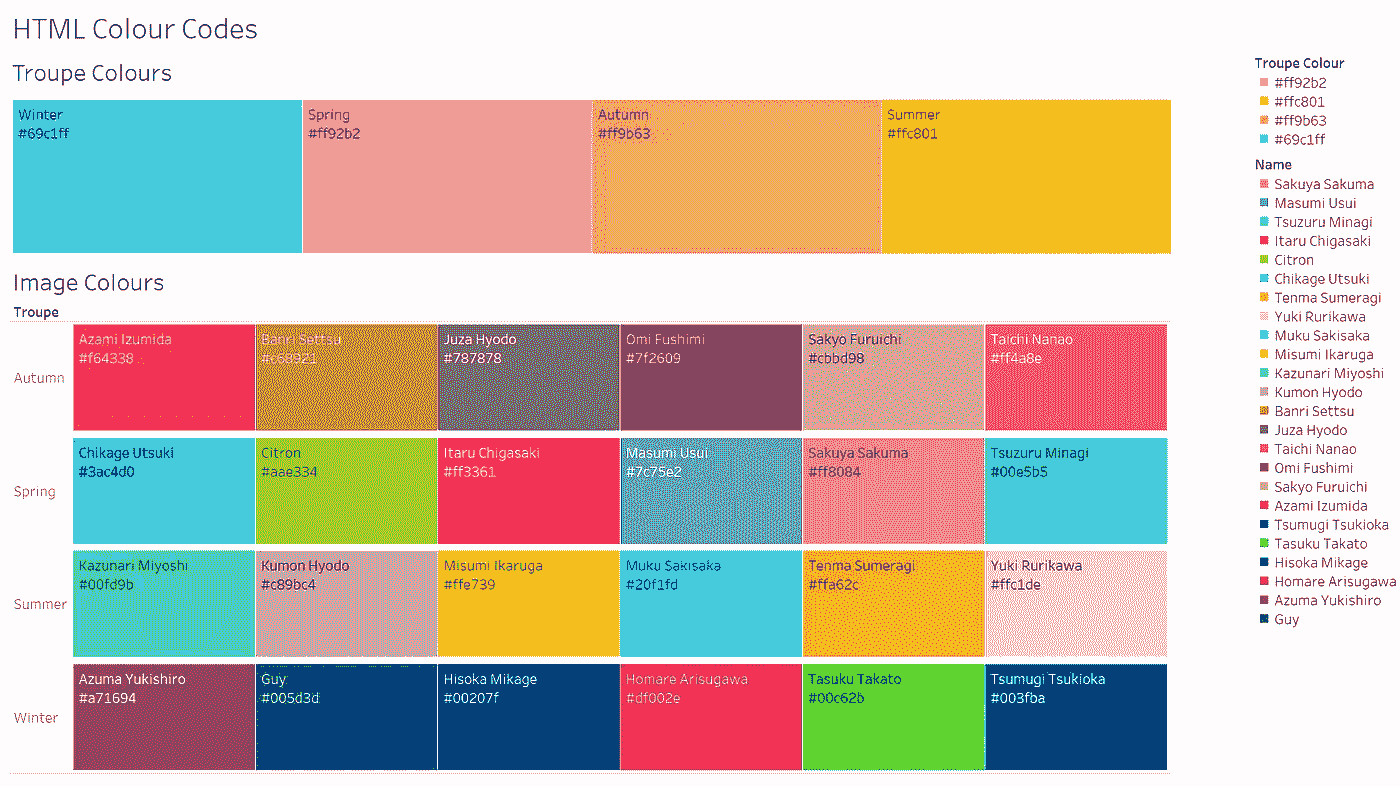 HTML Colour Codes
Troupe Colours
Winter
#69c1ff
Spring
#ff92b2
Autumn
#ff9b63
Summer
#ffc801
Image Colours
Troupe
Autumn
Azami Izumida
#f64338
Banri Settsu
Juza Hyodo
#787878
Omi Fushimi
#7f2609
Sakyo Furuichi
#cbbd98
Taichi Nanao
#ff4a8e
Spring
Chikage Utsuki
#3ac4d0
Citron
#aae334
Itaru Chigasaki
#ff3361
Masumi Usui
#7c75e2
Sakuya Sakuma
#ff8084
Tsuzuru Minagi
#00e5b5
Summer
Kazunari Miyoshi
#00fd9b
Kumon Hyodo
#c89bc4
Misumi Ikaruga
#ffe739
Muku Sakisaka
#20f1fd
Tenma Sumeragi
#ffa62c
Yuki Rurikawa
#ffc1de
Winter
Azuma Yukishiro
#a71694
Guy
#005d3d
Hisoka Mikage
#00207f
Homare Arisugawa
#df002e
Tasuku Takato
#00c62b
Tsumugi Tsukioka
#003fba
Troupe Colour
#ff92b2
#ffc801
#ff9b63
#69c1ff
Name
Sakuya Sakuma
Masumi Usui
Tsuzuru Minagi
Itaru Chigasaki
Citron
Chikage Utsuki
Tenma Sumeragi
Yuki Rurikawa
Muku Sakisaka
Misumi Ikaruga
Kazunari Miyoshi
Kumon Hyodo
Banri Settsu
Juza Hyodo
Taichi Nanao
Omi Fushimi
Sakyo Furuichi
Azami Izumida
Tsumugi Tsukioka
Tasuku Takato
Hisoka Mikage
Homare Arisugawa
Azuma Yukishiro
Guy